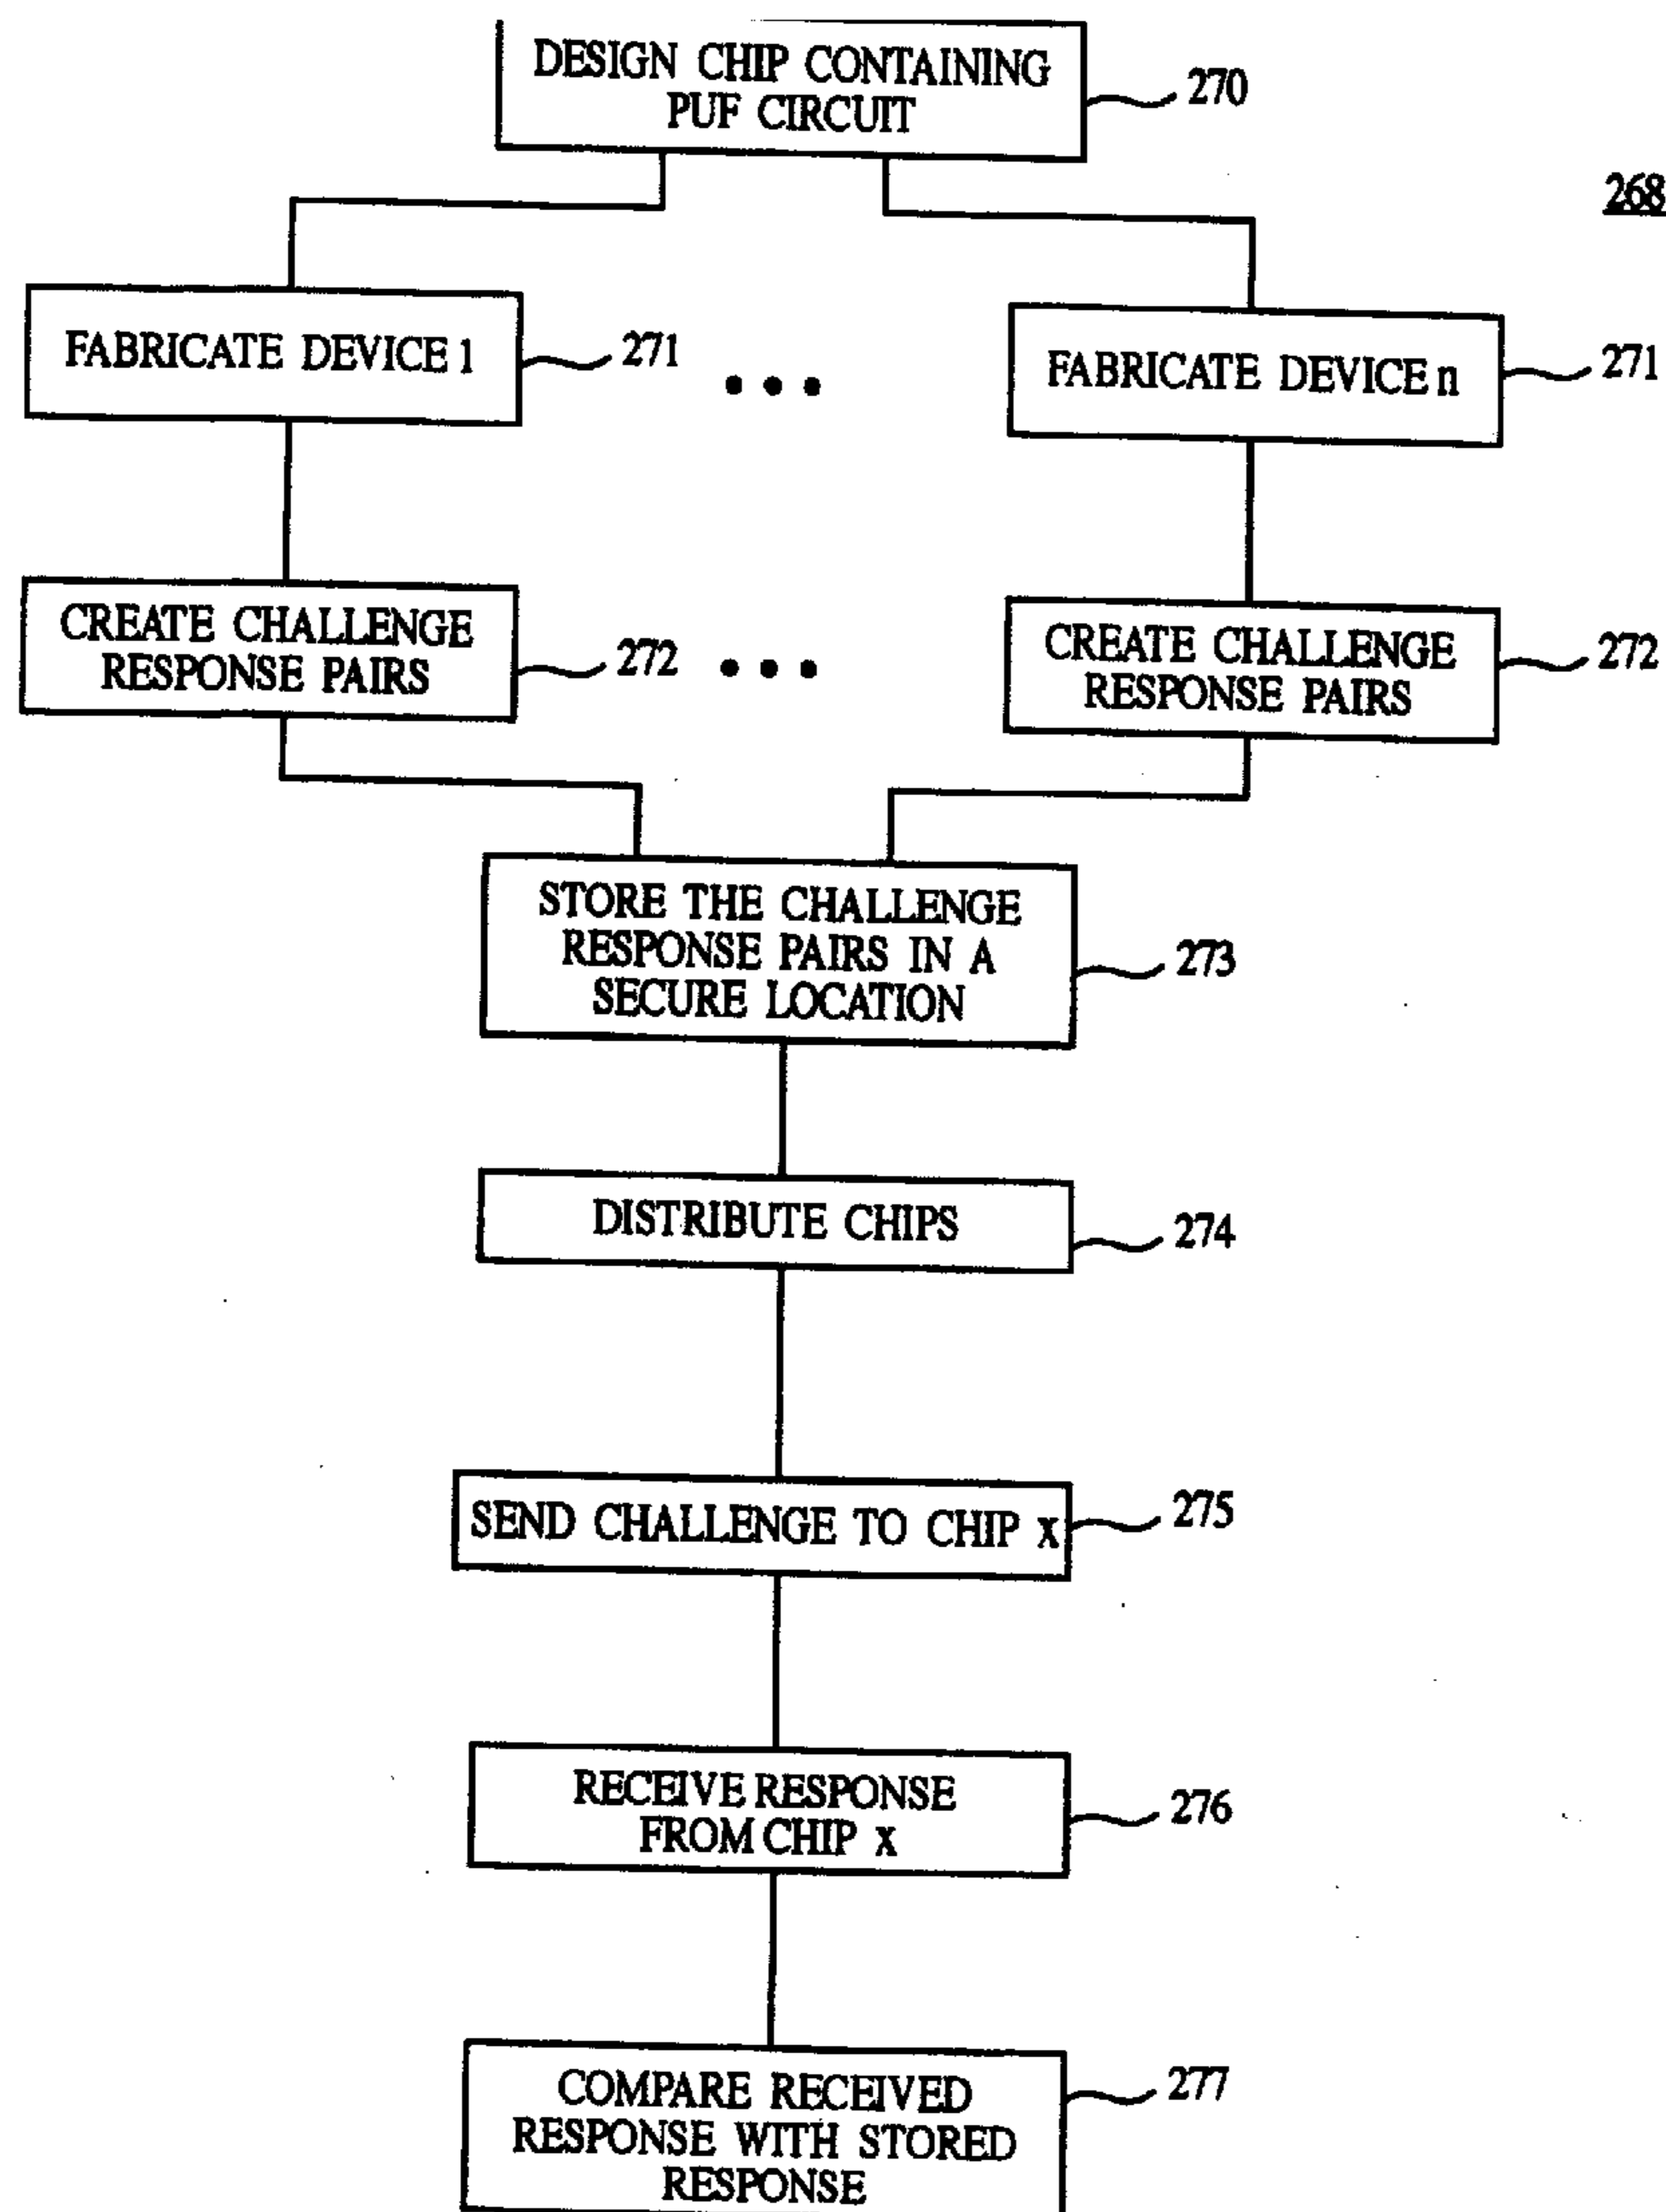 DESIGN CHIP CONTAINING
PUF CIRCUIT
270
268
FABRICATE DEVICE 1
271
• • •
FABRICATE DEVICE n
271
CREATE CHALLENGE
RESPONSE PAIRS
272
• • •
CREATE CHALLENGE
RESPONSE PAIRS
272
STORE THE CHALLENGE
RESPONSE PAIRS IN A
SECURE LOCATION
273
DISTRIBUTE CHIPS
274
SEND CHALLENGE TO CHIP x
275
RECEIVE RESPONSE
FROM CHIP x
276
COMPARE RECEIVED
RESPONSE WITH STORED
RESPONSE
277